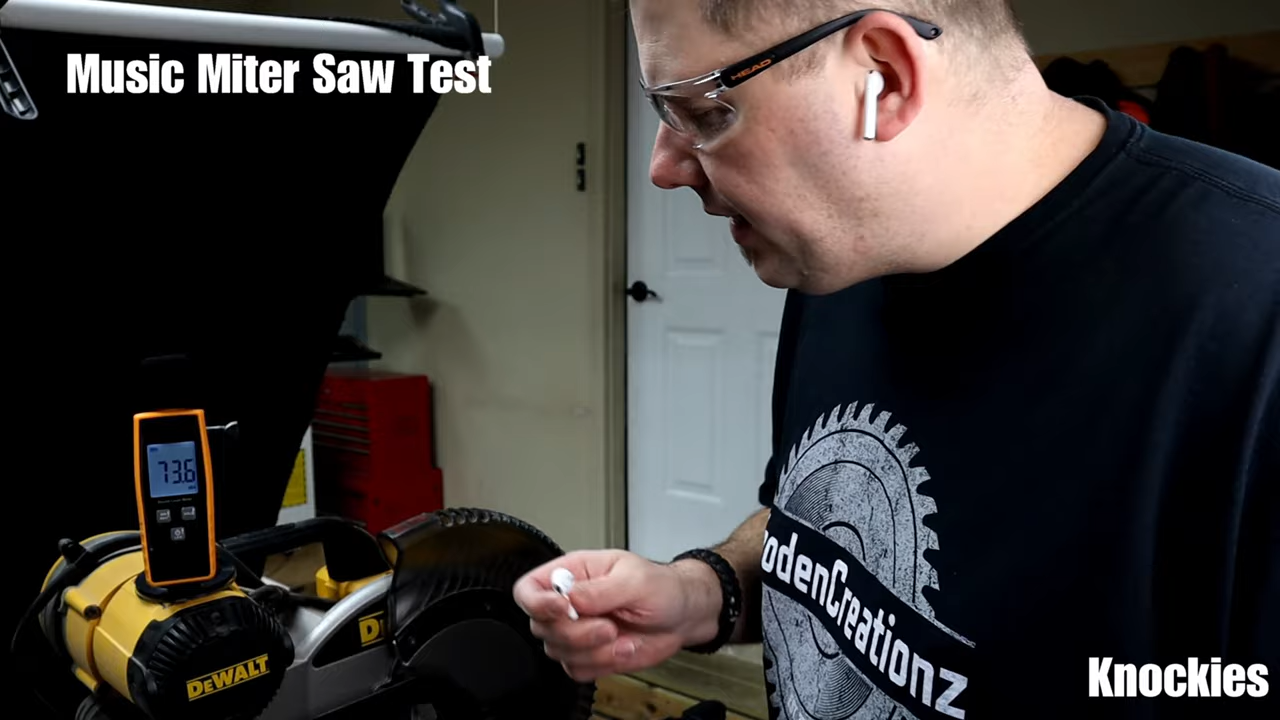 Music Miter Saw Test
HEAD
73.6
DEWALT
odenCreationz
Knockies